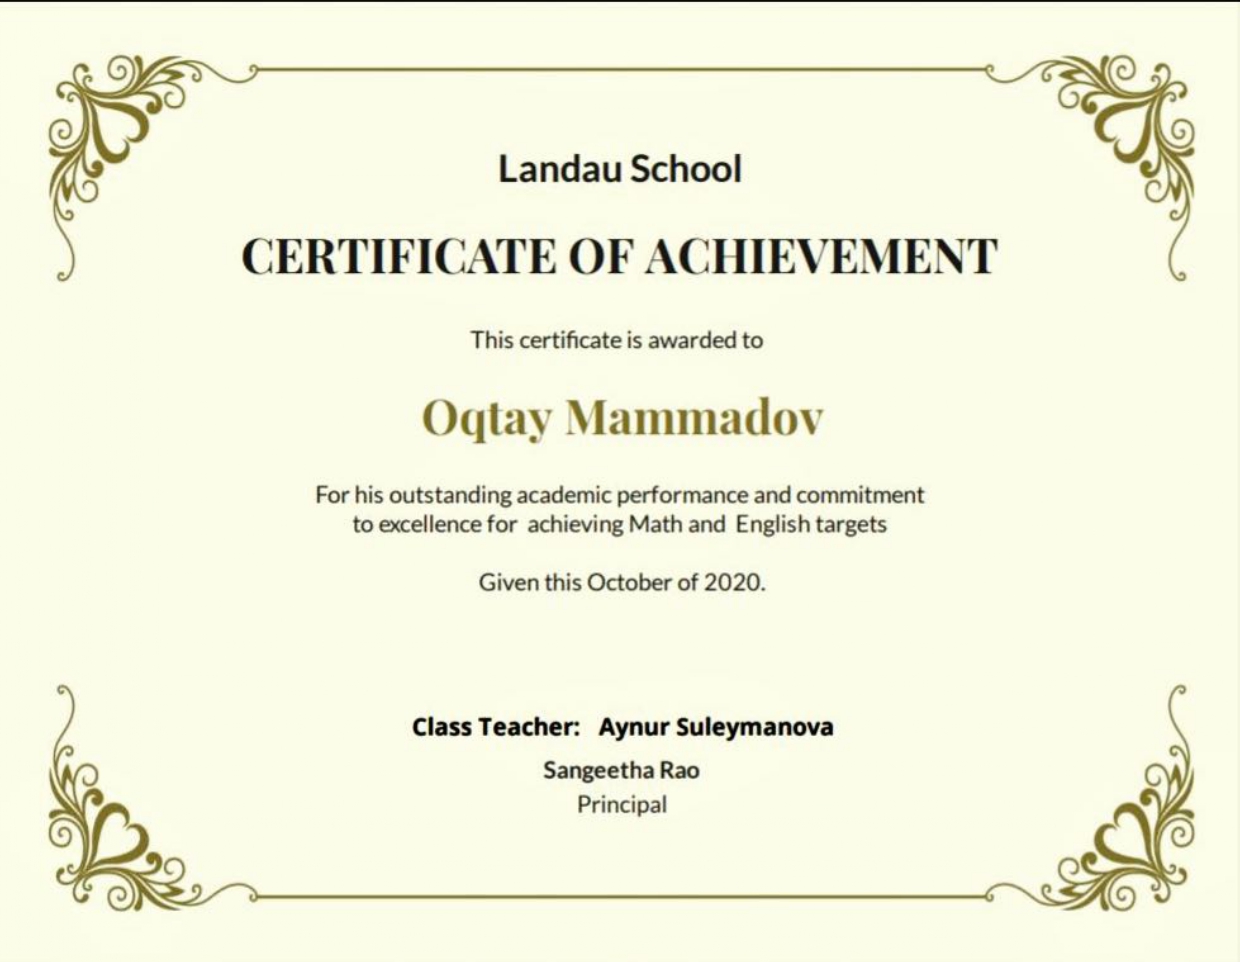 Landau School
CERTIFICATE OF ACHIEVEMENT
This certificate is awarded to
Oqtay Mammadov
For his outstanding academic performance and commitment
to excellence for achieving Math and English targets
Given this October of 2020.
Class Teacher: Aynur Suleymanova
Sangeetha Rao
Principal